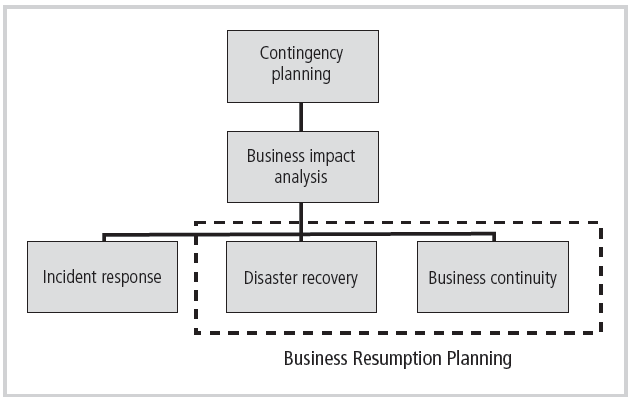 Contingency
planning
Business impact
analysis
Incident response
Disaster recovery
Business continuity
Business Resumption Planning